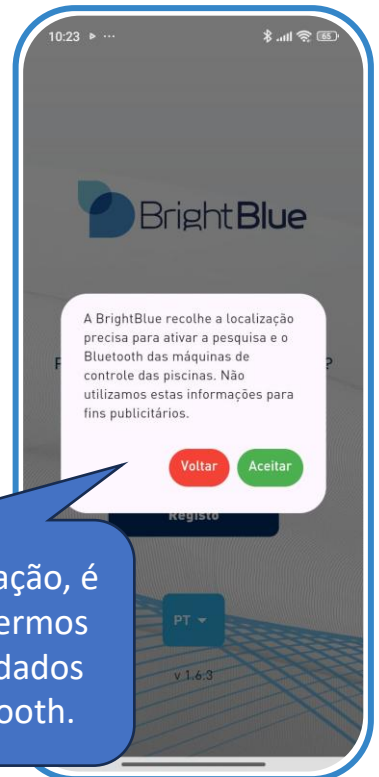 10:23
65
BrightBlue
A BrightBlue recolhe a localização
precisa para ativar a pesquisa e o
Bluetooth das máquinas de
controle das piscinas. Não
utilizamos estas informações para
fins publicitários.
F ?
Voltar Aceitar
Registo
ação, é
ermos
dados
ooth.
PT
v 1.6.3